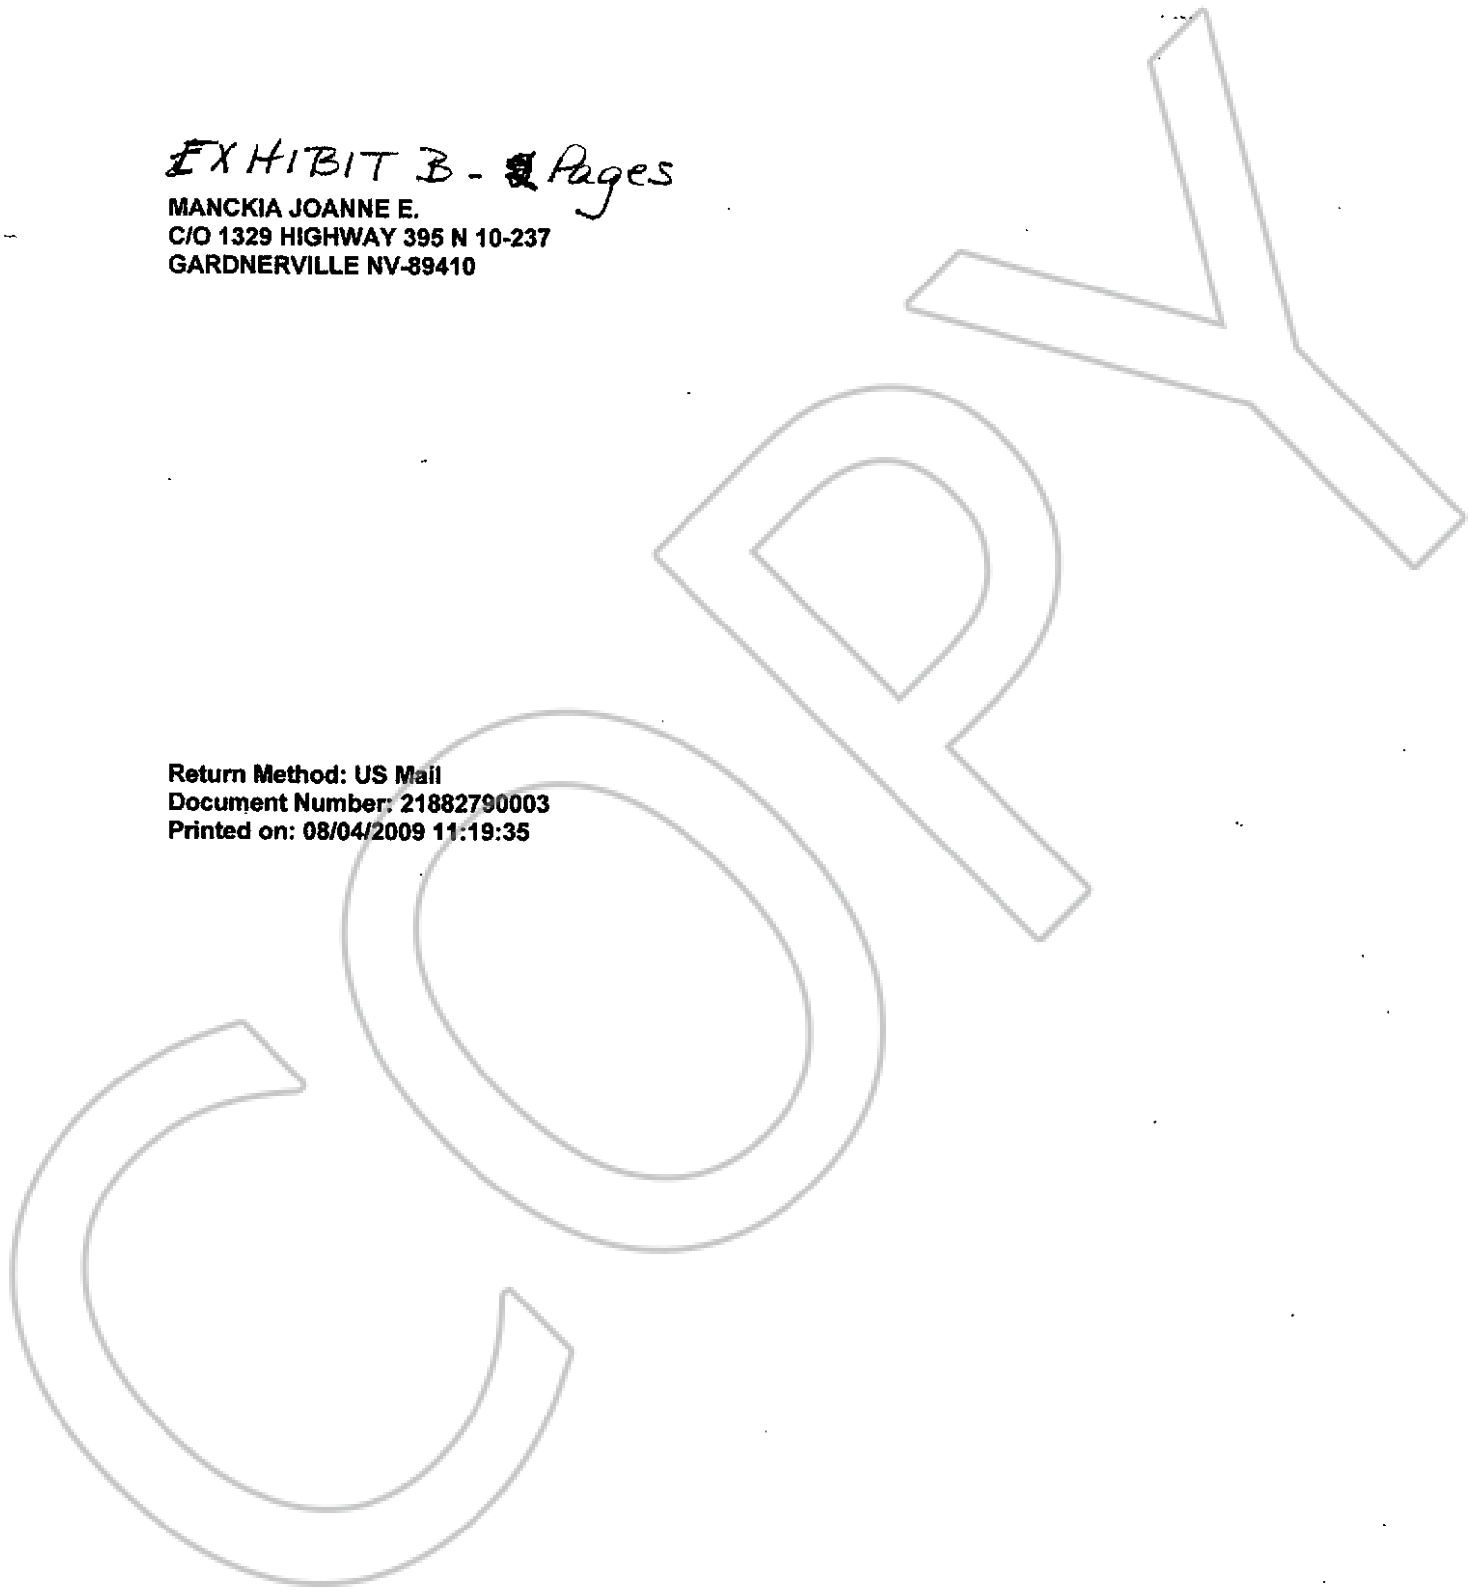 EXHIBIT B - Pages
MANCKIA JOANNE E.
C/O 1329 HIGHWAY 395 N 10-237
GARDNERVILLE NV-89410
Return Method: US Mail
Document Number: 21882790003
Printed on: 08/04/2009 11:19:35
COPY